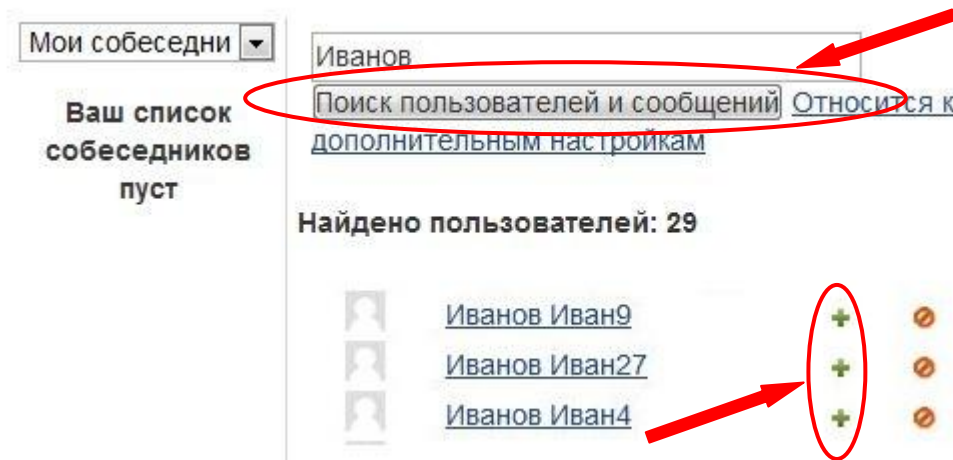 Мои собеседни
Ваш список
собеседников
пуст
Иванов
Поиск пользователей и сообщений Относится к
дополнительным настройкам
Найдено пользователей: 29
Иванов Иван9
Иванов Иван27
Иванов Иван4